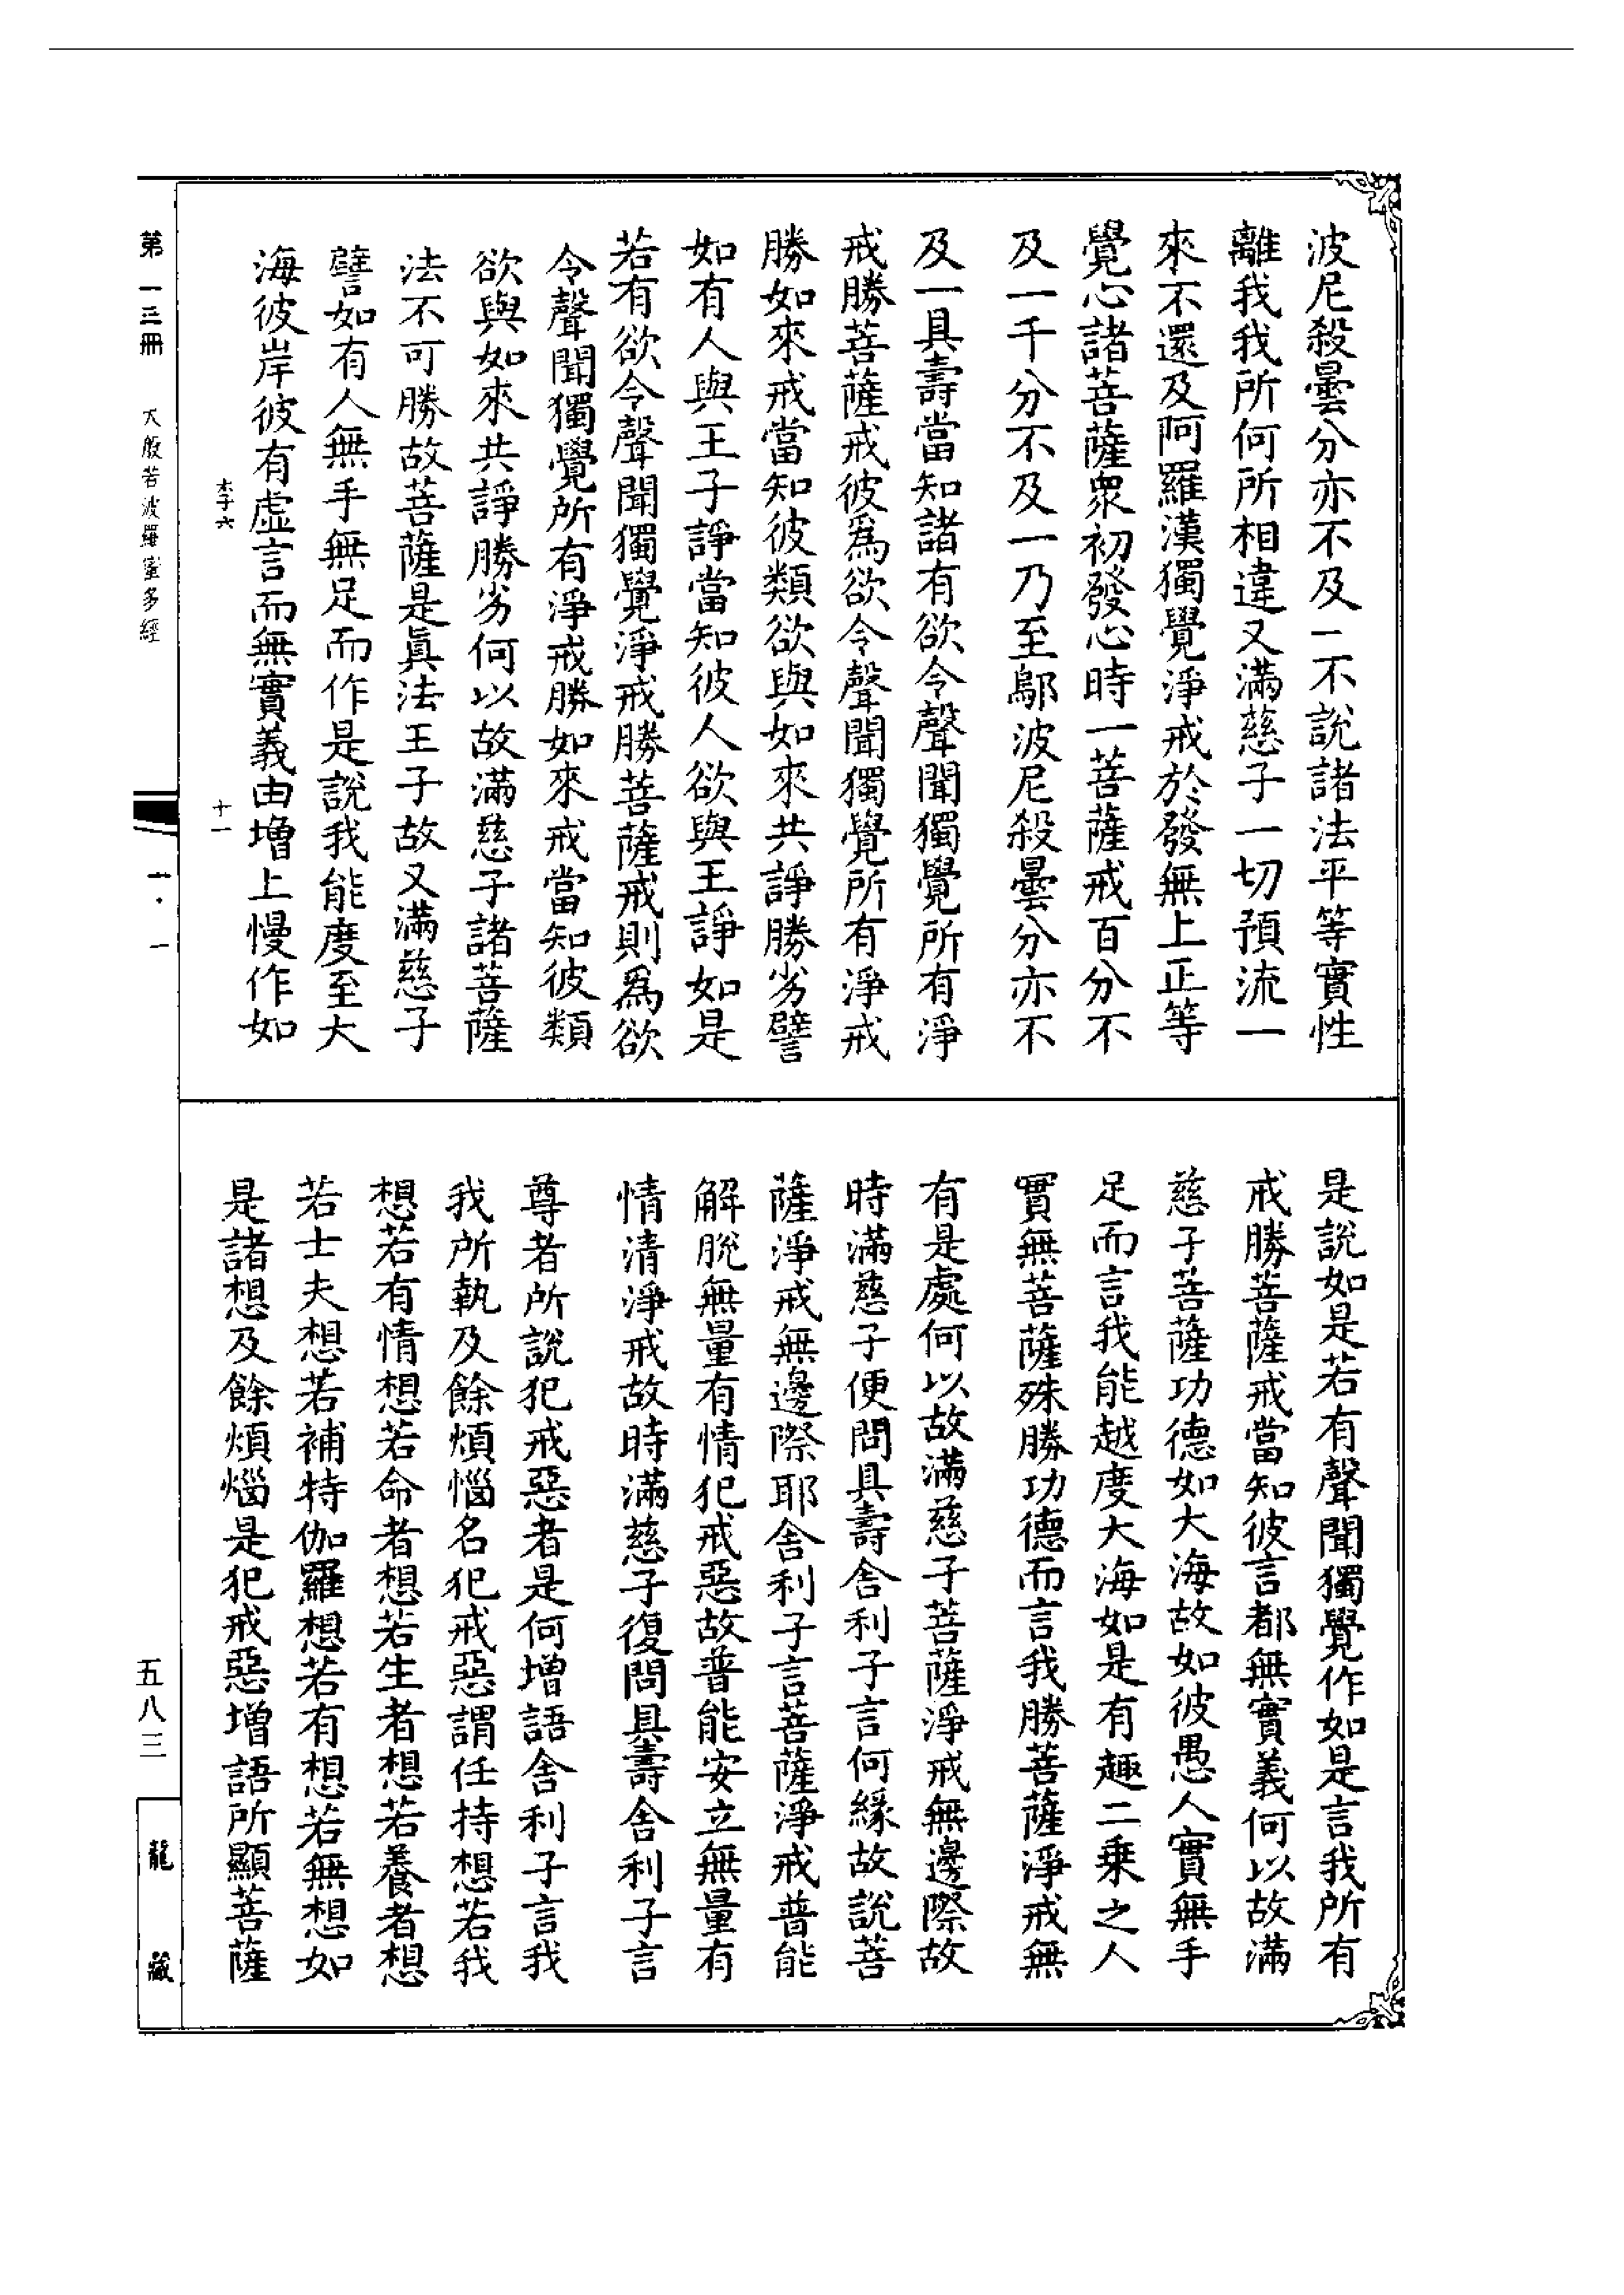 波尼殺曇分亦不及一不說諸法平等實性
離我我所何所相違又滿慈子一切預流一
來不還及阿羅漢獨覺淨戒於發無上正等
覺心諸菩薩衆初發心時一菩薩戒百分不
及一千分不及一乃至鄔波尼殺曇分亦不
及一具壽當知諸有欲令聲聞獨覺所有淨
戒勝菩薩戒彼爲欲令聲聞獨覺所有淨戒
勝如來戒當知彼類欲與如來共諍勝劣譬
如有人與王子諍當知彼人欲與王諍如是
若有欲令聲聞獨覺淨戒勝菩薩戒則爲欲
令聲聞獨覺所有淨戒勝如來戒當知彼類
欲與如來共諍勝劣何以故滿慈子諸菩薩
法不可勝故菩薩是眞法王子故又滿慈子
譬如有人無手無足而作是說我能度至大
海彼岸彼有虛言而無實義由增上慢作如
李六 十一
是說如是若有聲聞獨覺作如是言我所有
戒勝菩薩戒當知彼言都無實義何以故滿
慈子菩薩功德如大海故如彼愚人實無手
足而言我能越度大海如是有趣二乘之人
實無菩薩殊勝功德而言我勝菩薩淨戒無
有是處何以故滿慈子菩薩淨戒無邊際故
時滿慈子便問具壽舍利子言何緣故說菩
薩淨戒無邊際耶舍利子言菩薩淨戒普能
解脫無量有情犯戒惡故普能安立無量有
情清淨戒故時滿慈子復問具壽舍利子言
尊者所說犯戒惡者是何增語舍利子言我
我所執及餘煩惱名犯戒惡謂任持想若我
想若有情想若命者想若生者想若養者想
若士夫想若補特伽羅想若有想若無想如
是諸想及餘煩惱是犯戒惡增語所顯菩薩
第一三冊 大般若波羅蜜多經
五八三
龍藏